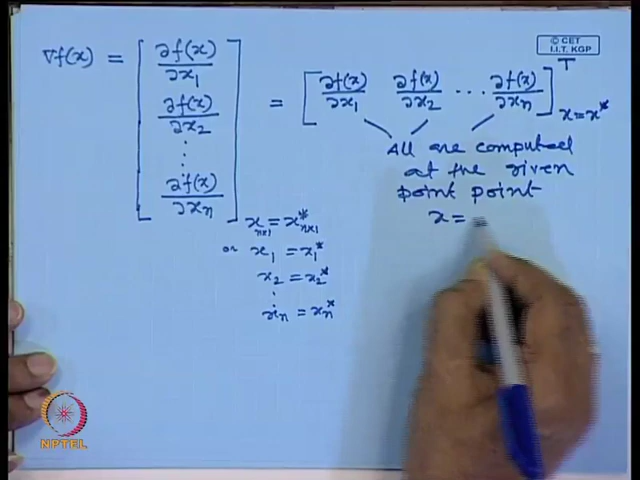 © CET
I.I.T. KGP
∇f(x) = [ ∂f(x)/∂x₁ ∂f(x)/∂x₂ ⋮ ∂f(x)/∂xₙ ] x = x* n×1 n×1 = [ ∂f(x)/∂x₁ ∂f(x)/∂x₂ ... ∂f(x)/∂xₙ ]ᵀ x=x*
All are computed
at the given
point point
x =
or x₁ = x₁*
x₂ = x₂*
⋮
xₙ = xₙ*
NPTEL